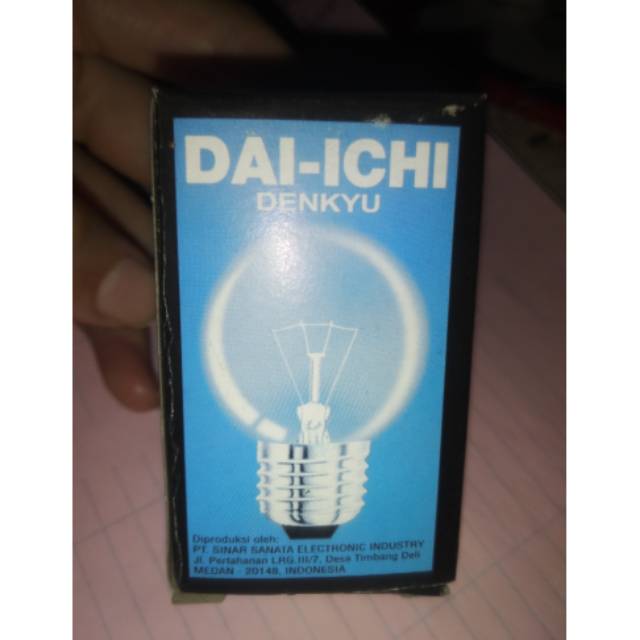 DAI-ICHI
DENKYU
Diproduksi oleh:
PT. SINAR SANATA ELECTRONIC INDUSTRY
Jl. Pertahanan LRG. III/7, Desa Timbang Deli
MEDAN - 20148, INDONESIA